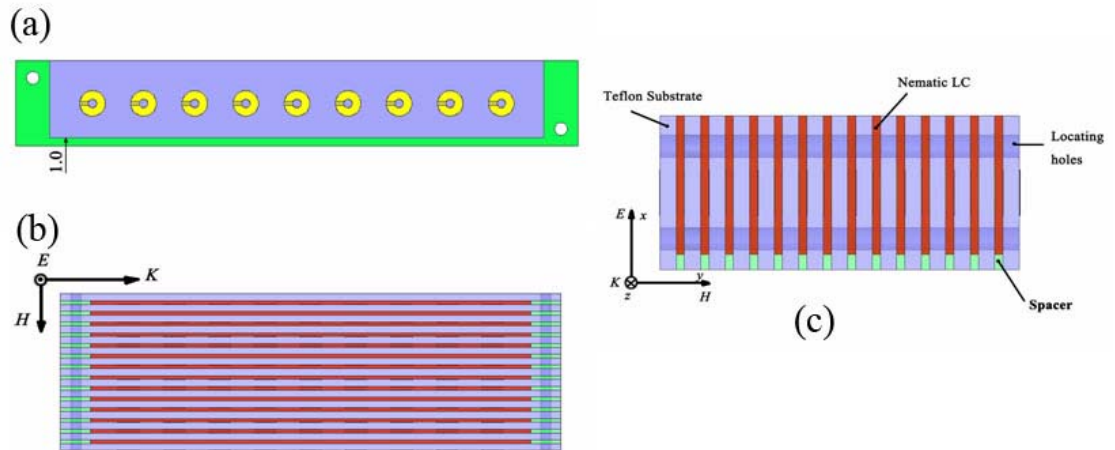 (a)
1.0
(b)
E
K
H
Nematic LC
Teflon Substrate
Locating
holes
E x
K
z
y
H
Spacer
(c)